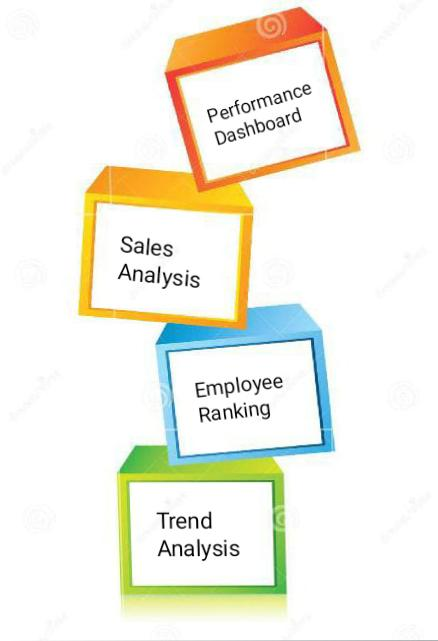 Performance
Dashboard
Sales
Analysis
Employee
Ranking
Trend
Analysis